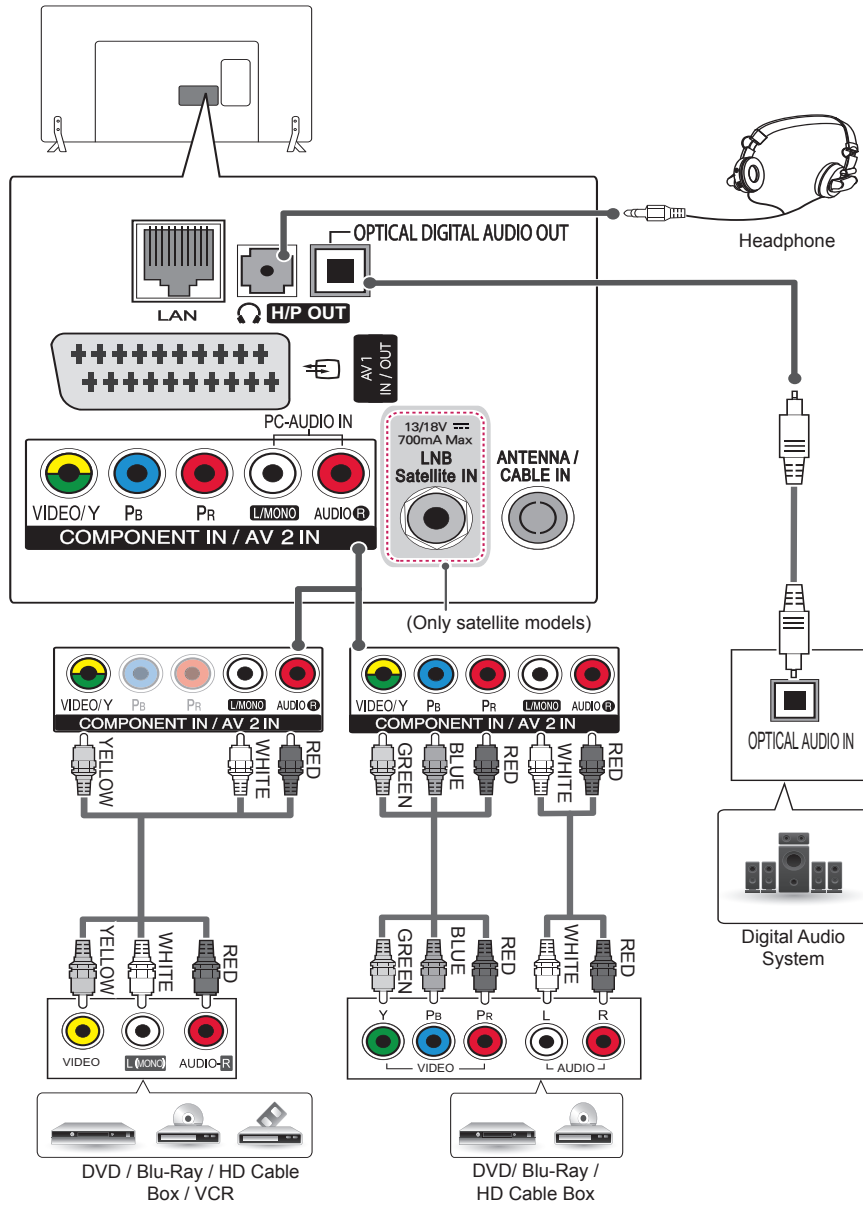 Headphone
OPTICAL DIGITAL AUDIO OUT
LAN
H/P OUT
AV 1
IN / OUT
PC-AUDIO IN
13/18V
700mA Max
LNB
Satellite IN
ANTENNA /
CABLE IN
VIDEO/ Y PB PR L/MONO AUDIO R
COMPONENT IN / AV 2 IN
(Only satellite models)
VIDEO/ Y PB PR L/MONO AUDIO R
COMPONENT IN / AV 2 IN
VIDEO/ Y PB PR L/MONO AUDIO R
COMPONENT IN / AV 2 IN
OPTICAL AUDIO IN
YELLOW WHITE RED
GREEN BLUE RED WHITE RED
Digital Audio
System
YELLOW WHITE RED
GREEN BLUE RED WHITE RED
VIDEO L (MONO) AUDIO-R
Y PB PR L R
VIDEO AUDIO
DVD / Blu-Ray / HD Cable
Box / VCR
DVD/ Blu-Ray /
HD Cable Box